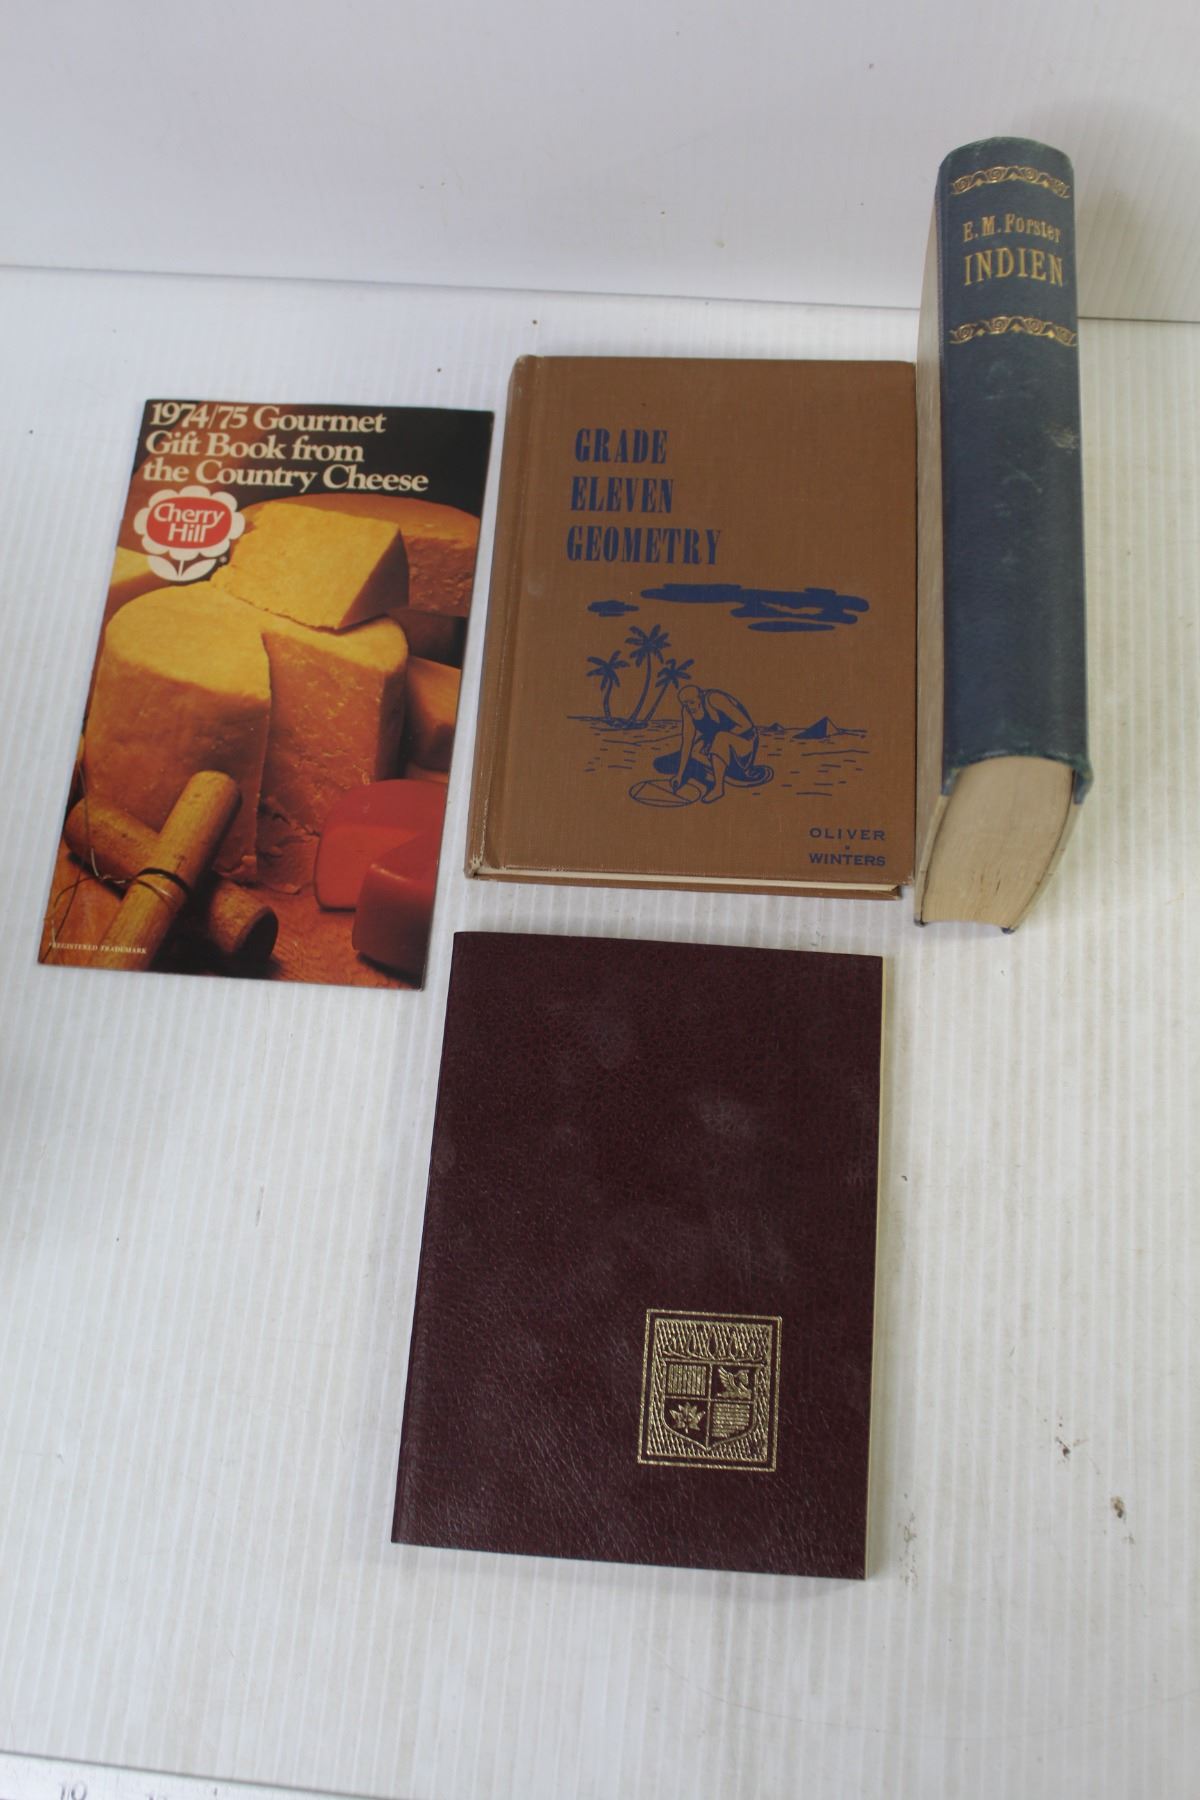 1974/75 Gourmet
Gift Book from
the Country Cheese
Cherry
Hill
*REGISTERED TRADEMARK
GRADE
ELEVEN
GEOMETRY
OLIVER
WINTERS
E. M. Forster
INDIEN